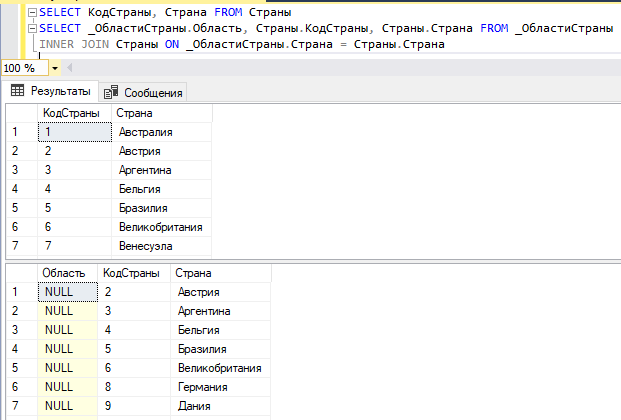 SELECT КодСтраны, Страна FROM Страны
SELECT _ОбластиСтраны.Область, Страны.КодСтраны, Страны.Страна FROM _ОбластиСтраны
INNER JOIN Страны ON _ОбластиСтраны.Страна = Страны.Страна
100 %
Результаты Сообщения
КодСтраны Страна
1 1 Австралия
2 2 Австрия
3 3 Аргентина
4 4 Бельгия
5 5 Бразилия
6 6 Великобритания
7 7 Венесуэла
Область КодСтраны Страна
1 NULL 2 Австрия
2 NULL 3 Аргентина
3 NULL 4 Бельгия
4 NULL 5 Бразилия
5 NULL 6 Великобритания
6 NULL 8 Германия
7 NULL 9 Дания